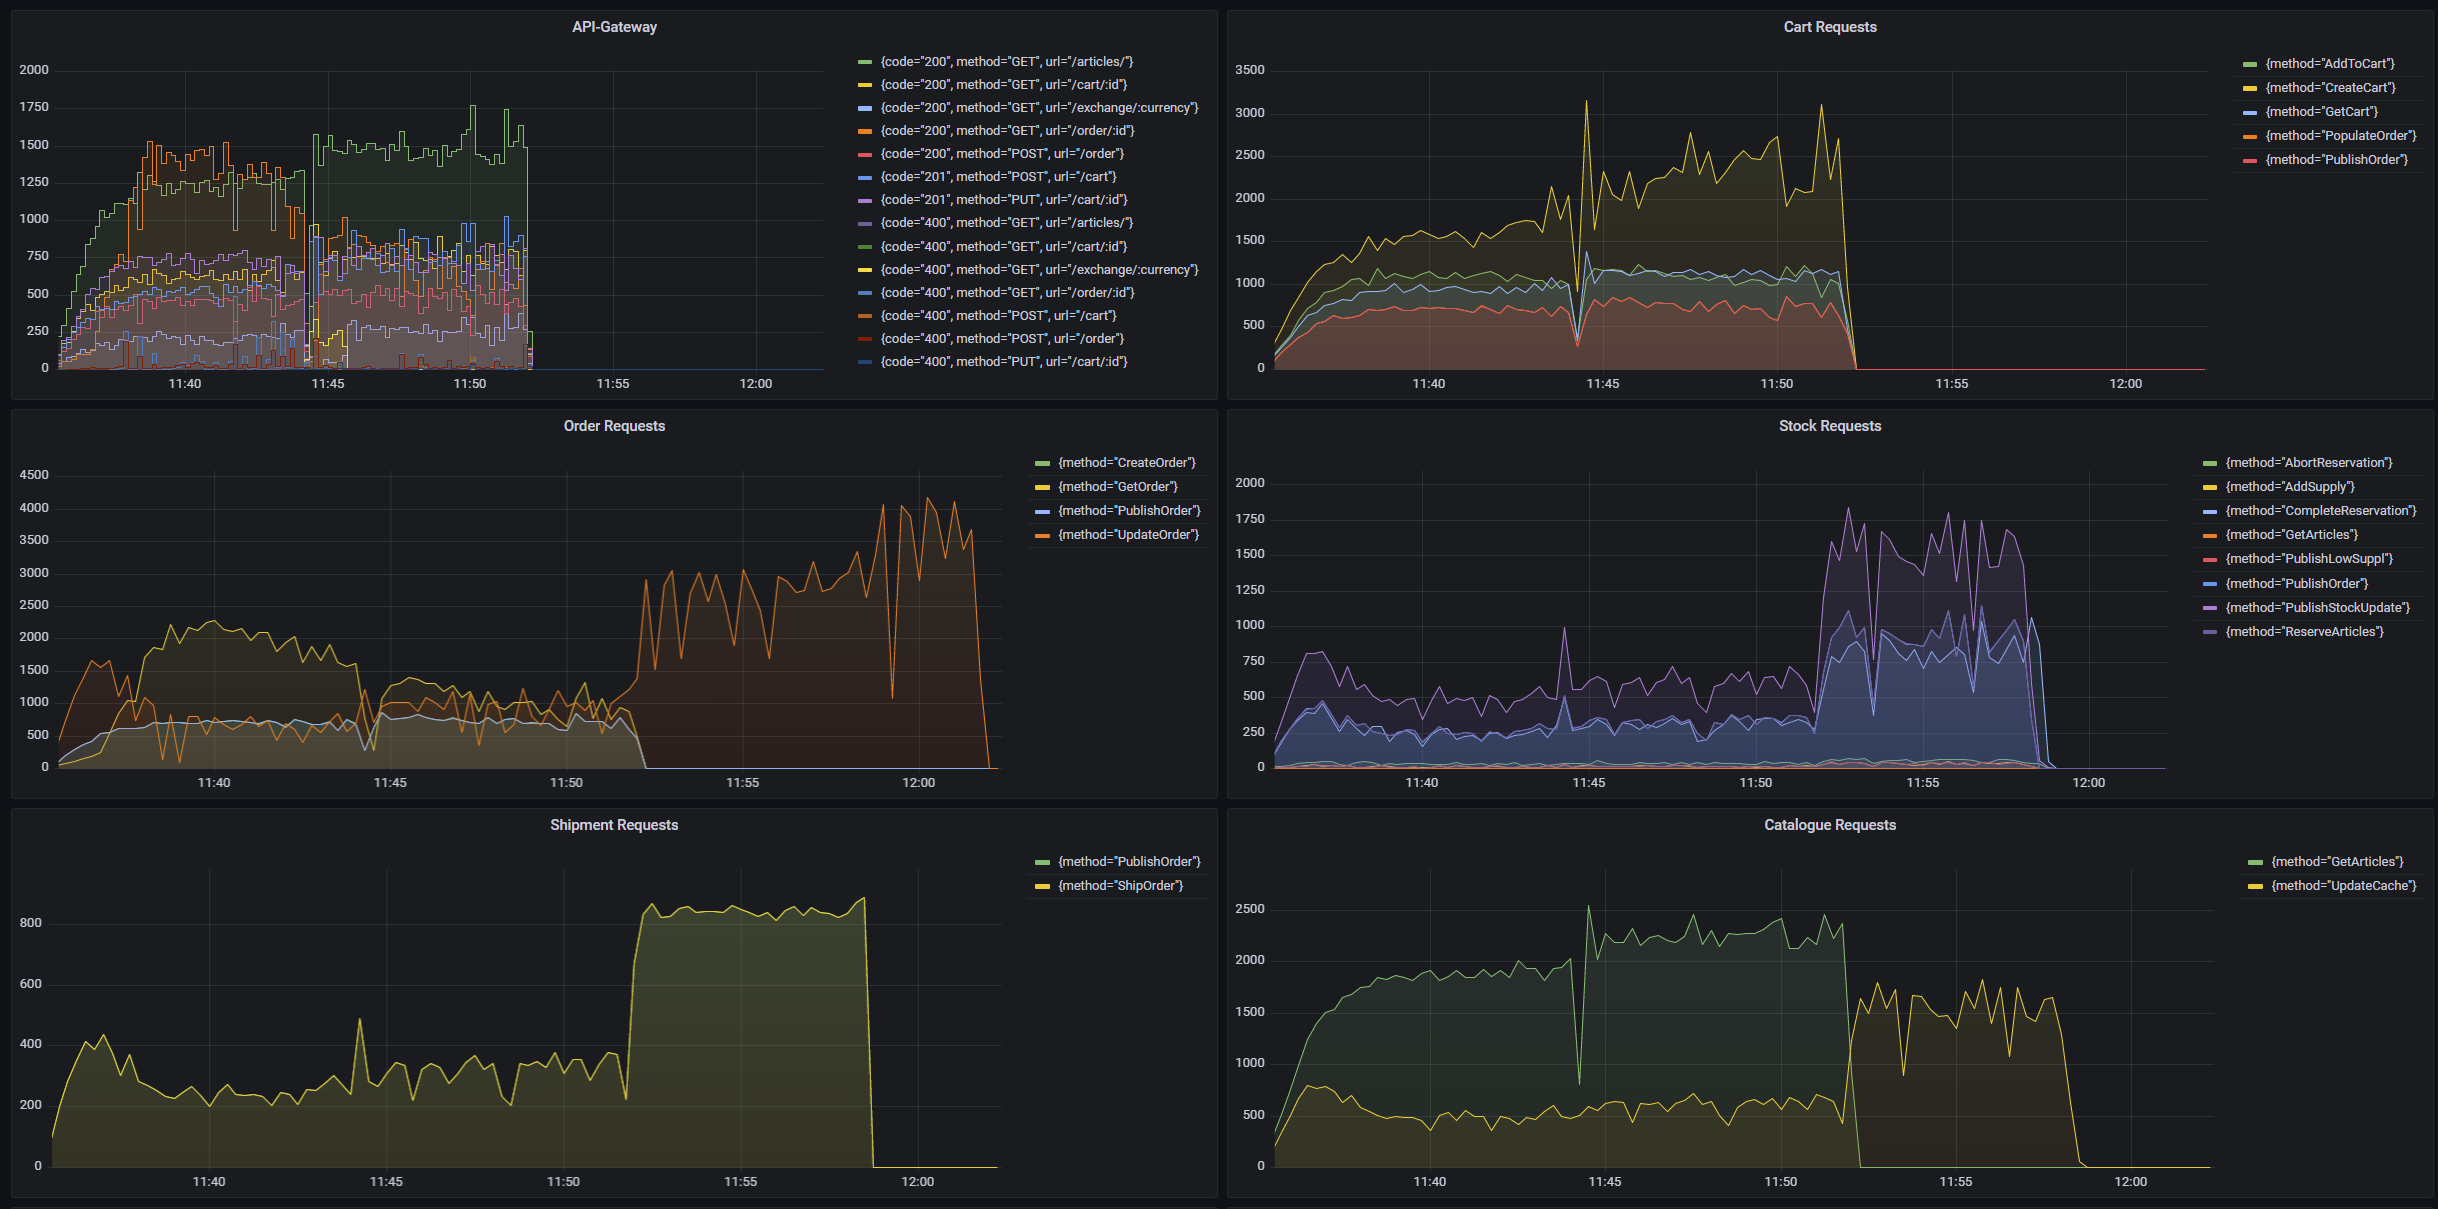 API-Gateway
2000
1750
1500
1250
1000
750
500
250
0
11:40 11:45 11:50 11:55 12:00
{code="200", method="GET", url="/articles/"}
{code="200", method="GET", url="/cart/:id"}
{code="200", method="GET", url="/exchange/:currency"}
{code="200", method="GET", url="/order/:id"}
{code="200", method="POST", url="/order"}
{code="201", method="POST", url="/cart"}
{code="201", method="PUT", url="/cart/:id"}
{code="400", method="GET", url="/articles/"}
{code="400", method="GET", url="/cart/:id"}
{code="400", method="GET", url="/exchange/:currency"}
{code="400", method="GET", url="/order/:id"}
{code="400", method="POST", url="/cart"}
{code="400", method="POST", url="/order"}
{code="400", method="PUT", url="/cart/:id"}
Cart Requests
3500
3000
2500
2000
1500
1000
500
0
11:40 11:45 11:50 11:55 12:00
{method="AddToCart"}
{method="CreateCart"}
{method="GetCart"}
{method="PopulateOrder"}
{method="PublishOrder"}
Order Requests
4500
4000
3500
3000
2500
2000
1500
1000
500
0
11:40 11:45 11:50 11:55 12:00
{method="CreateOrder"}
{method="GetOrder"}
{method="PublishOrder"}
{method="UpdateOrder"}
Stock Requests
2000
1750
1500
1250
1000
750
500
250
0
11:40 11:45 11:50 11:55 12:00
{method="AbortReservation"}
{method="AddSupply"}
{method="CompleteReservation"}
{method="GetArticles"}
{method="PublishLowSuppl"}
{method="PublishOrder"}
{method="PublishStockUpdate"}
{method="ReserveArticles"}
Shipment Requests
800
600
400
200
0
11:40 11:45 11:50 11:55 12:00
{method="PublishOrder"}
{method="ShipOrder"}
Catalogue Requests
2500
2000
1500
1000
500
0
11:40 11:45 11:50 11:55 12:00
{method="GetArticles"}
{method="UpdateCache"}